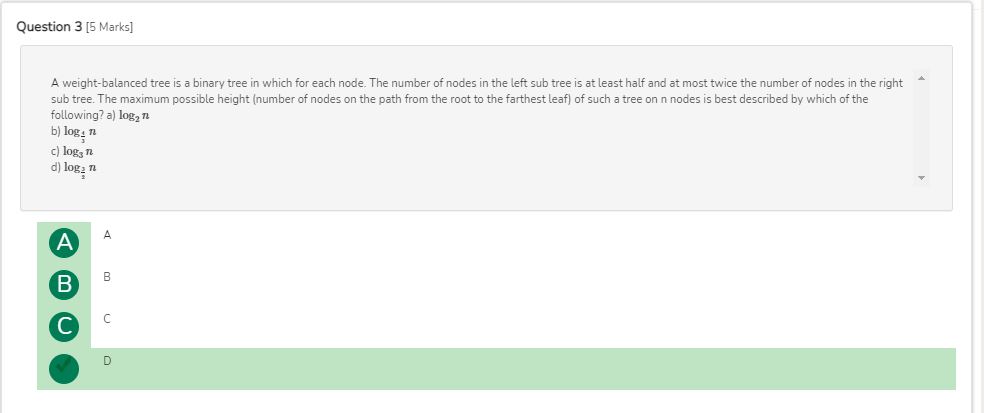 Question 3 [5 Marks]
A weight-balanced tree is a binary tree in which for each node. The number of nodes in the left sub tree is at least half and at most twice the number of nodes in the right
sub tree. The maximum possible height (number of nodes on the path from the root to the farthest leaf) of such a tree on n nodes is best described by which of the
following? a) log₂ n
b) log_{4/3} n
c) log₃ n
d) log_{3/2} n
A A
B B
C C
D